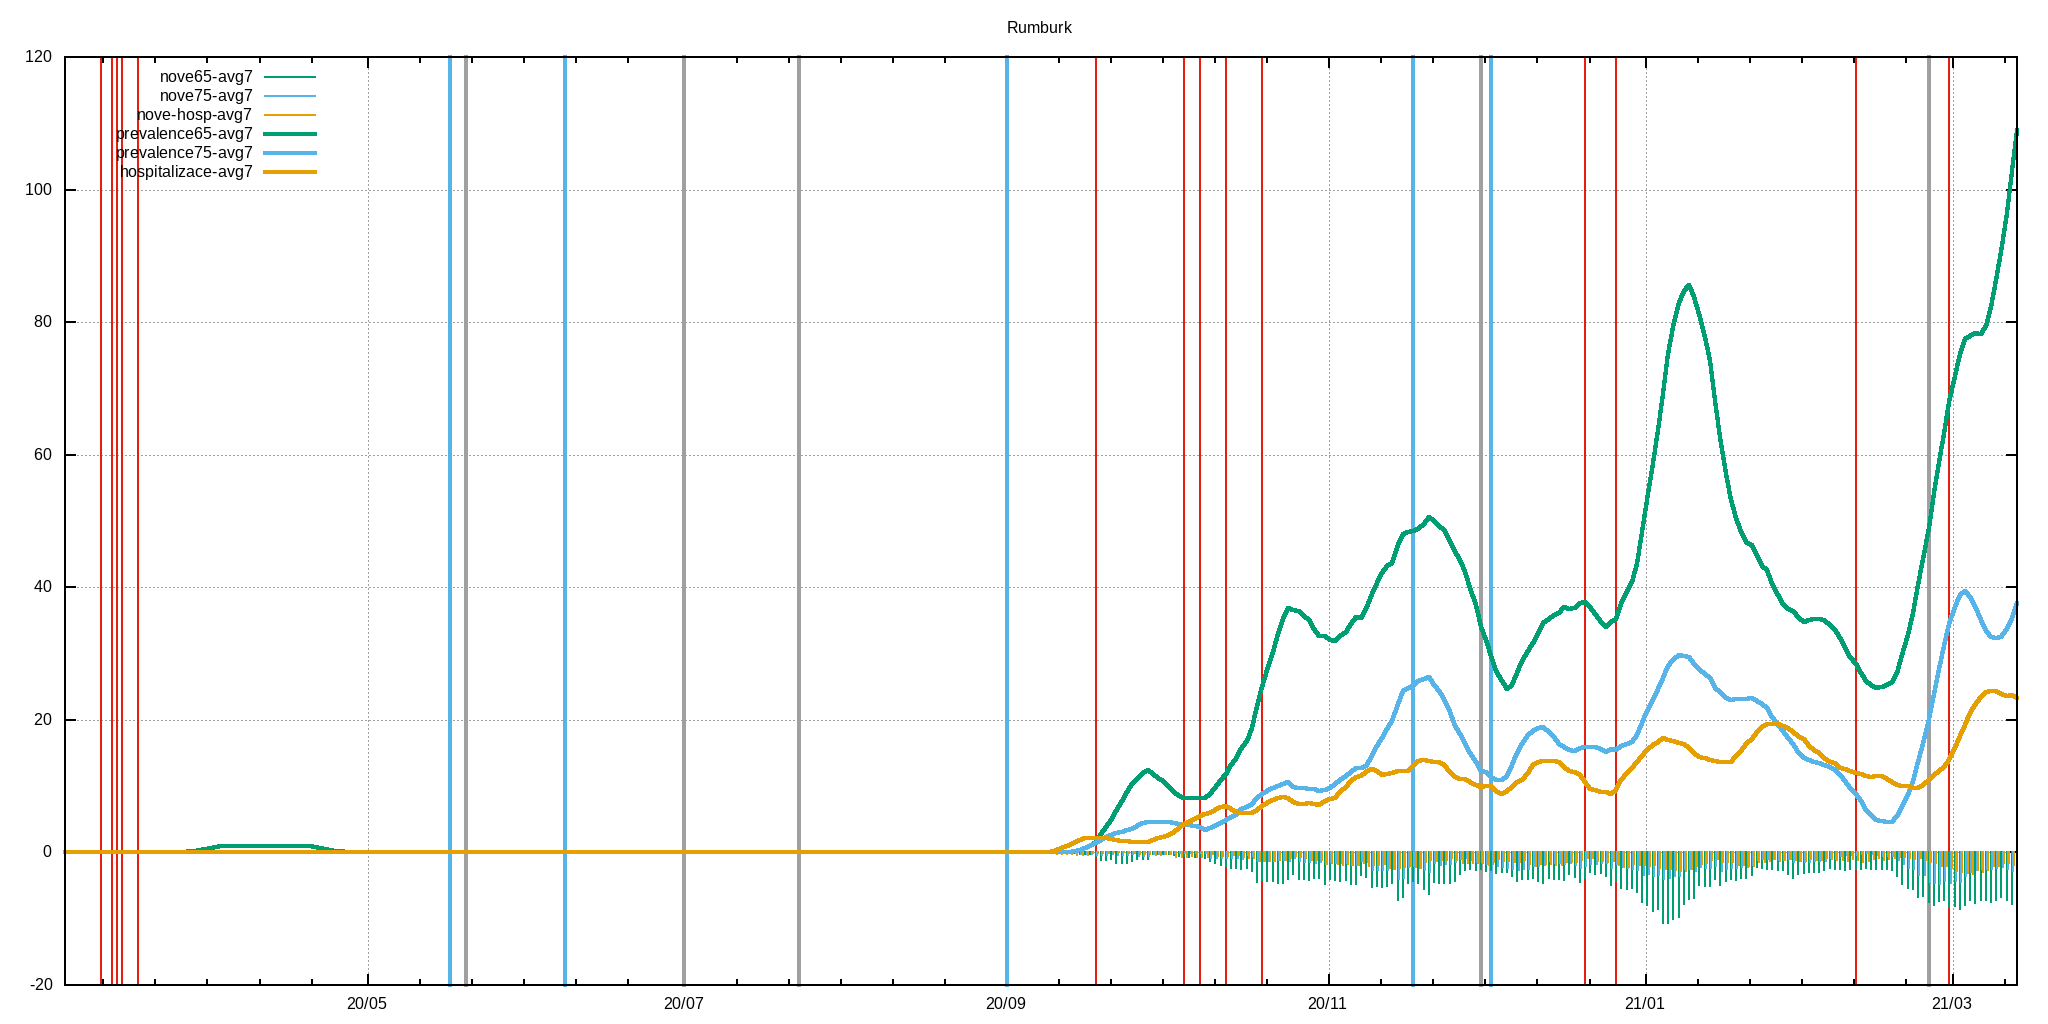 Rumburk
120
100
80
60
40
20
0
-20
nove65-avg7
nove75-avg7
nove-hosp-avg7
prevalence65-avg7
prevalence75-avg7
hospitalizace-avg7
20/05
20/07
20/09
20/11
21/01
21/03